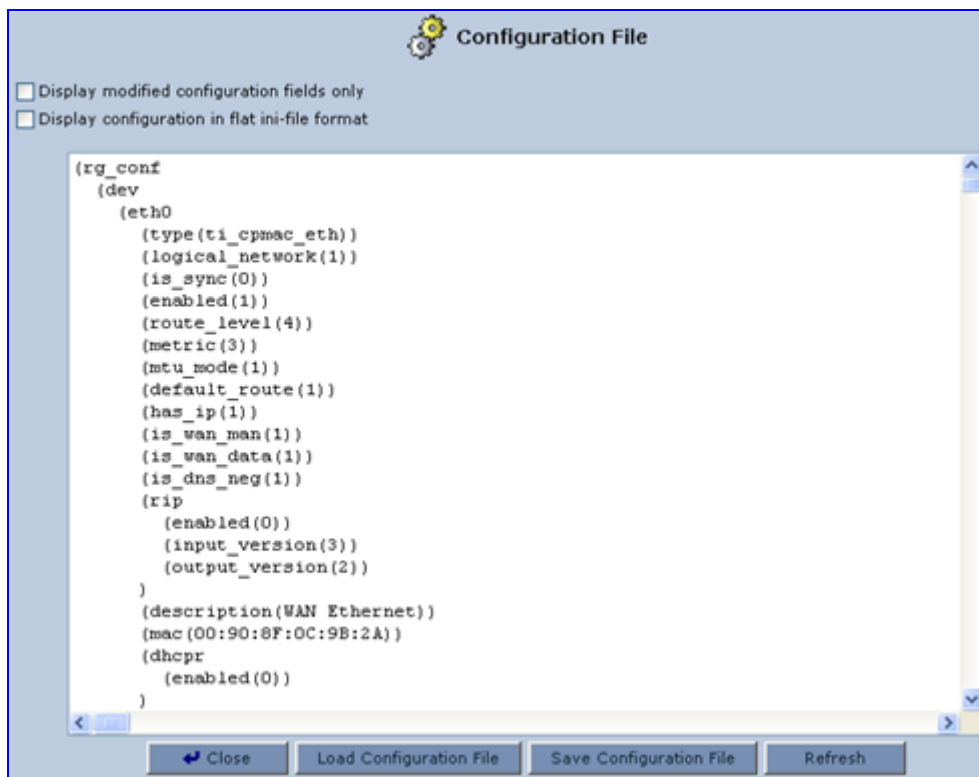 Configuration File
Display modified configuration fields only
Display configuration in flat ini-file format
(rg_conf
(dev
(eth0
(type(ti_cpmac_eth))
(logical_network(1))
(is_sync(0))
(enabled(1))
(route_level(4))
(metric(3))
(mtu_mode(1))
(default_route(1))
(has_ip(1))
(is_wan_man(1))
(is_wan_data(1))
(is_dns_neg(1))
(rip
(enabled(0))
(input_version(3))
(output_version(2))
)
(description(WAN Ethernet))
(mac(00:90:8F:0C:9B:2A))
(dhcpr
(enabled(0))
)
Close Load Configuration File Save Configuration File Refresh